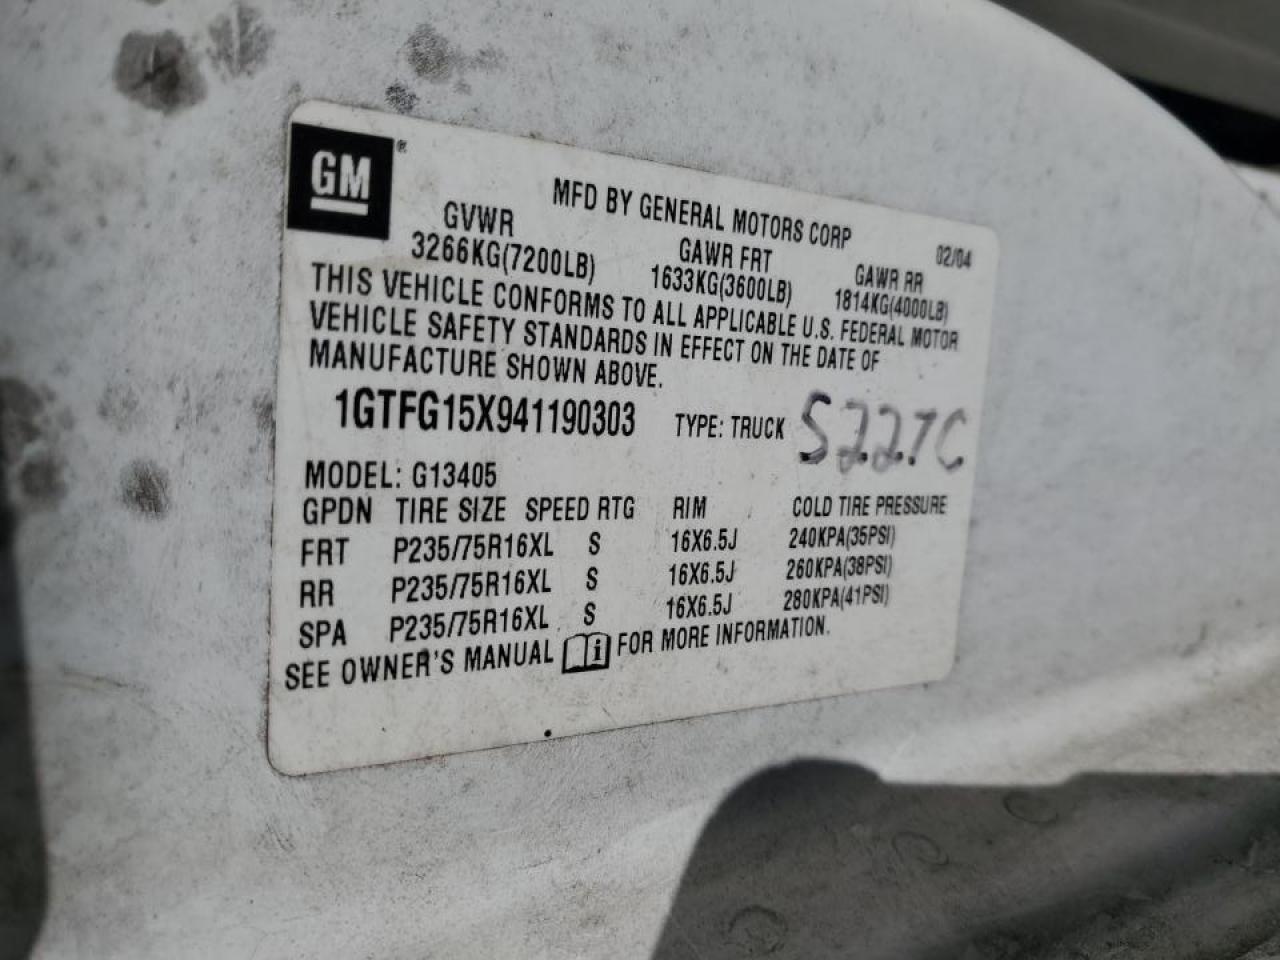 GM ®
MFD BY GENERAL MOTORS CORP 02/04
GVWR GAWR FRT GAWR RR
3266KG(7200LB) 1633KG(3600LB) 1814KG(4000LB)
THIS VEHICLE CONFORMS TO ALL APPLICABLE U.S. FEDERAL MOTOR
VEHICLE SAFETY STANDARDS IN EFFECT ON THE DATE OF
MANUFACTURE SHOWN ABOVE.
1GTFG15X941190303 TYPE: TRUCK
MODEL: G13405
GPDN TIRE SIZE SPEED RTG RIM COLD TIRE PRESSURE
FRT P235/75R16XL S 16X6.5J 240KPA(35PSI)
RR P235/75R16XL S 16X6.5J 260KPA(38PSI)
SPA P235/75R16XL S 16X6.5J 280KPA(41PSI)
SEE OWNER'S MANUAL i FOR MORE INFORMATION.